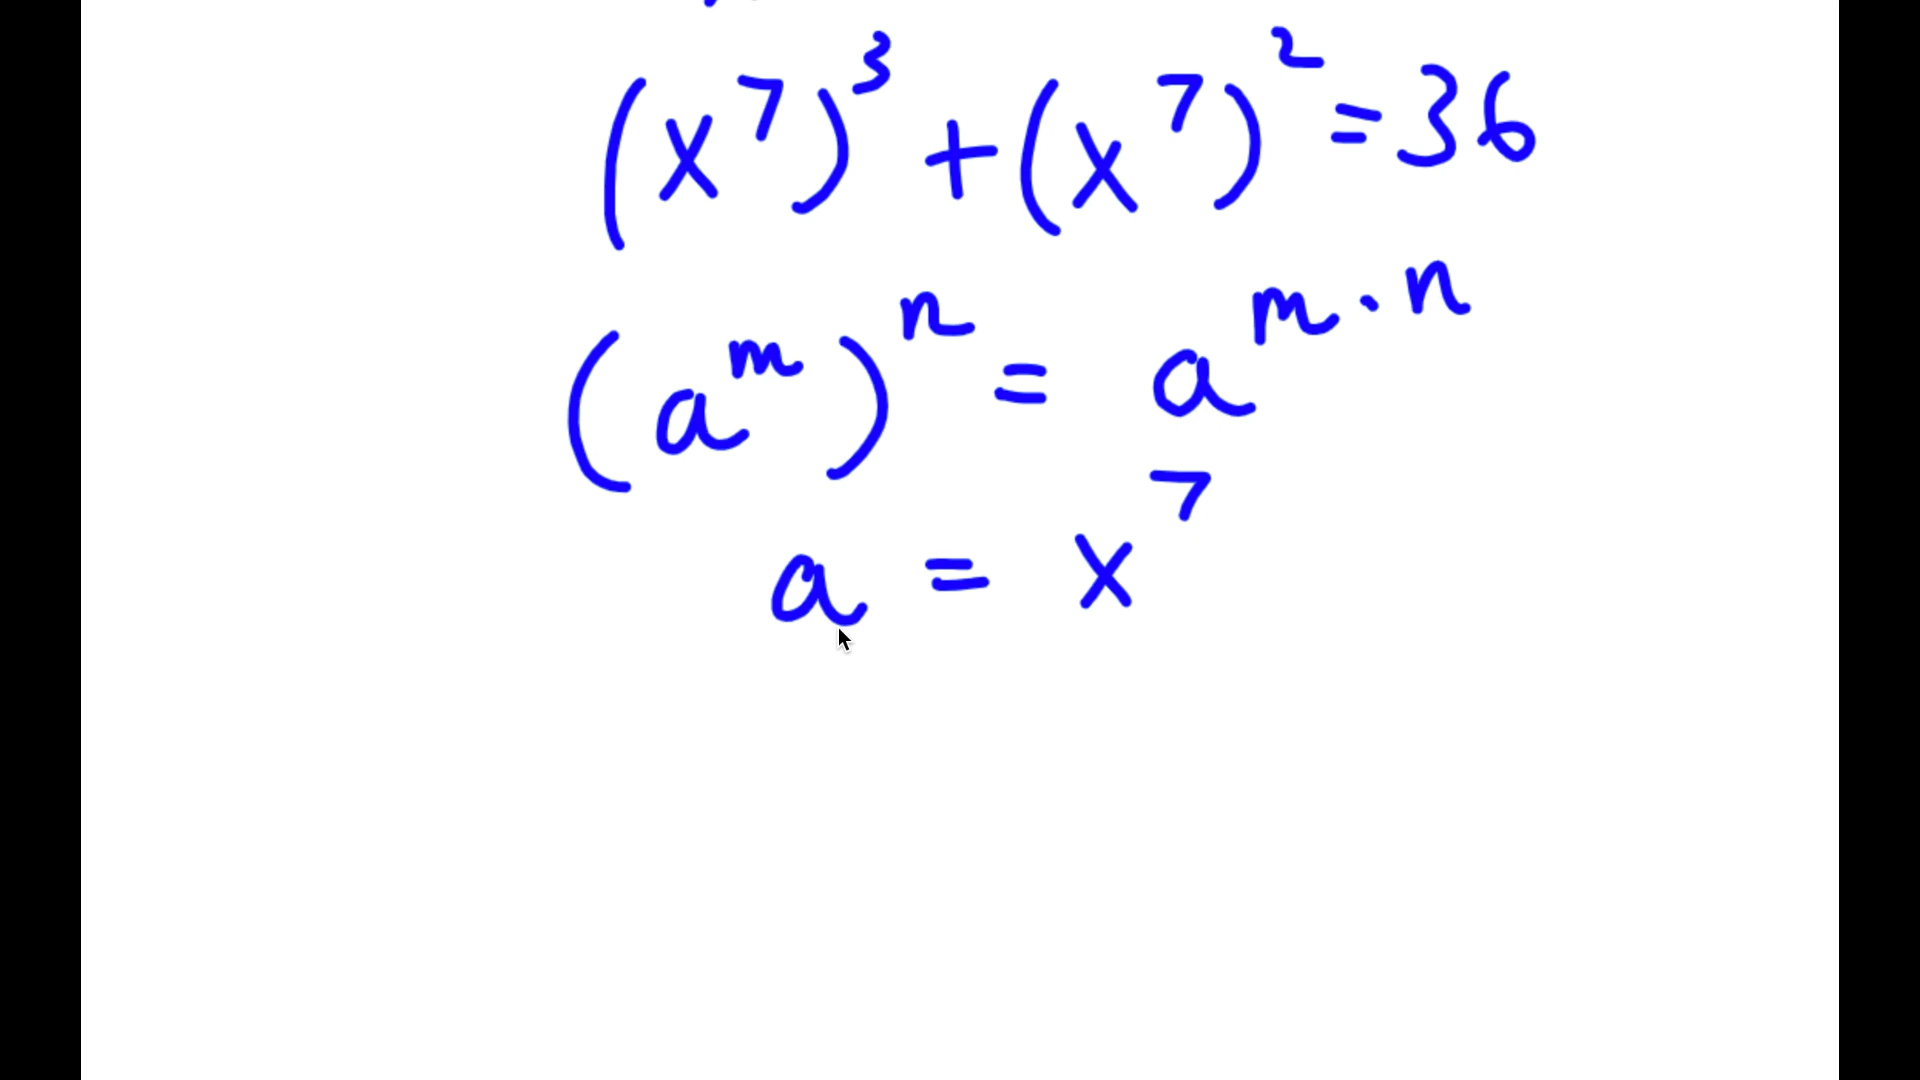 (x⁷)³ + (x⁷)² = 36
(aᵐ)ⁿ = aᵐ·ⁿ
a = x⁷